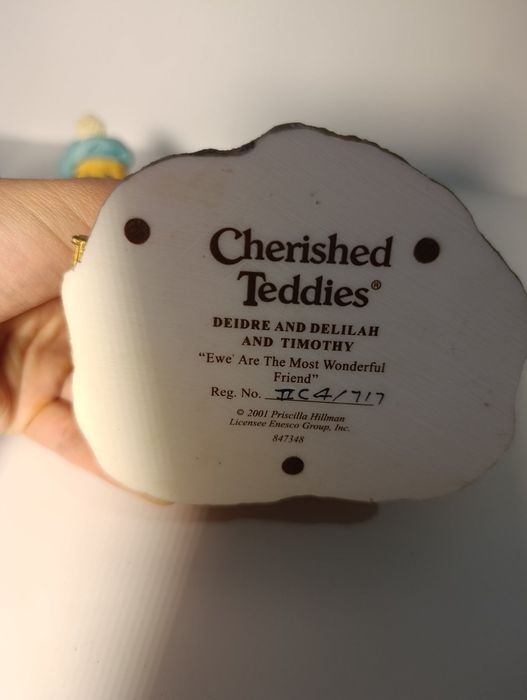 Cherished
Teddies®
DEIDRE AND DELILAH
AND TIMOTHY
"Ewe' Are The Most Wonderful
Friend"
Reg. No. IIC4/717
© 2001 Priscilla Hillman
Licensee Enesco Group, Inc.
847348